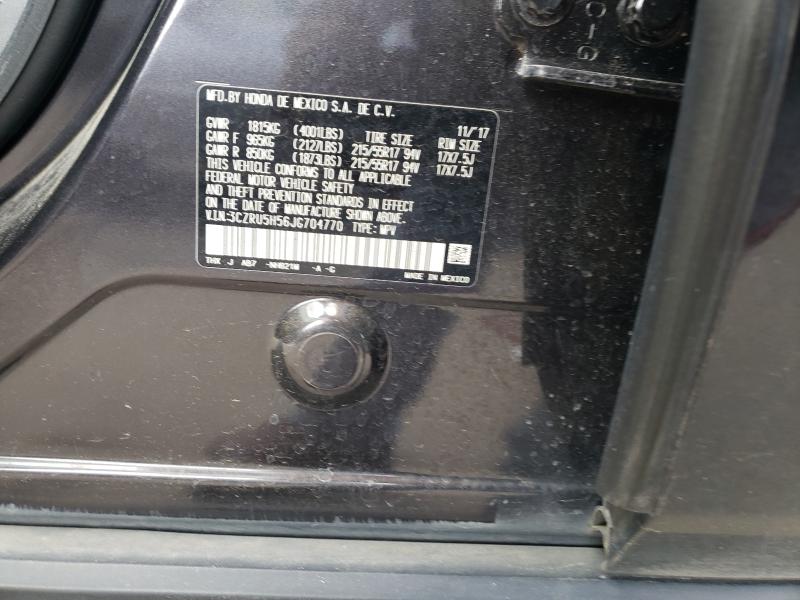 MFD.BY HONDA DE MEXICO S.A. DE C.V.
11/'17
GVWR 1815KG (4001LBS) TIRE SIZE RIM SIZE
GAWR F 965KG (2127LBS) 215/55R17 94V 17X7.5J
GAWR R 850KG (1873LBS) 215/55R17 94V 17X7.5J
THIS VEHICLE CONFORMS TO ALL APPLICABLE
FEDERAL MOTOR VEHICLE SAFETY
AND THEFT PREVENTION STANDARDS IN EFFECT
ON THE DATE OF MANUFACTURE SHOWN ABOVE.
V.I.N.:3CZRU5H56JG704770 TYPE: MPV
THX -J AB7 -NH821M -A -G
MADE IN MEXICO